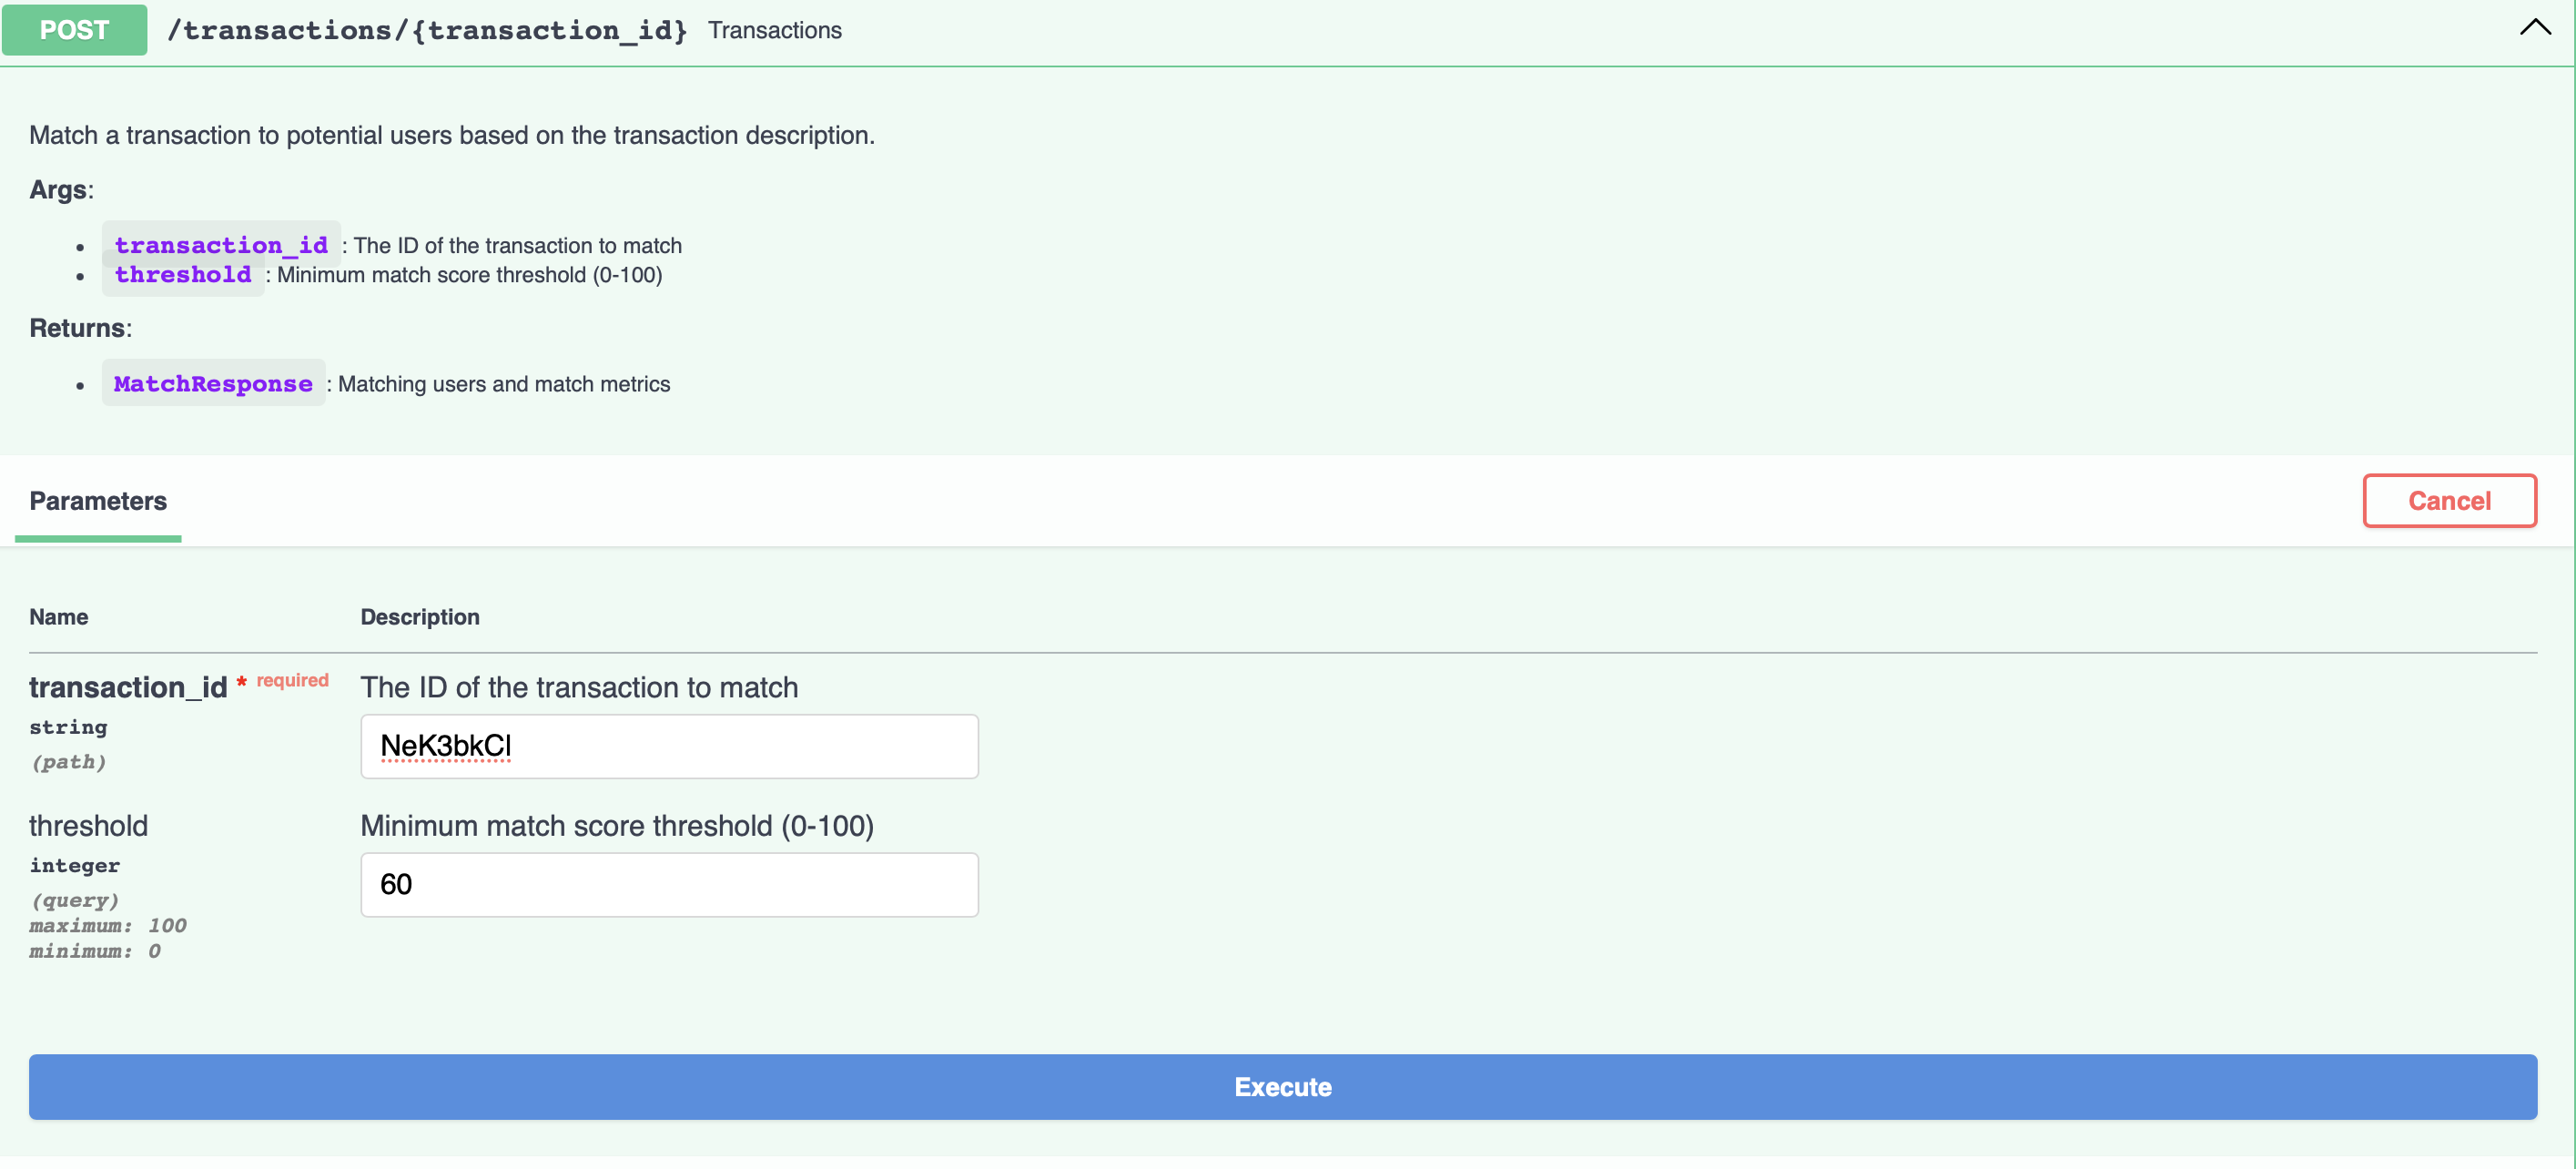 POST /transactions/{transaction_id} Transactions
Match a transaction to potential users based on the transaction description.
Args:
• transaction_id : The ID of the transaction to match
• threshold : Minimum match score threshold (0-100)
Returns:
• MatchResponse : Matching users and match metrics
Parameters Cancel
Name Description
transaction_id * required The ID of the transaction to match
string
NeK3bkCl
(path)
threshold Minimum match score threshold (0-100)
integer
60
(query)
maximum: 100
minimum: 0
Execute